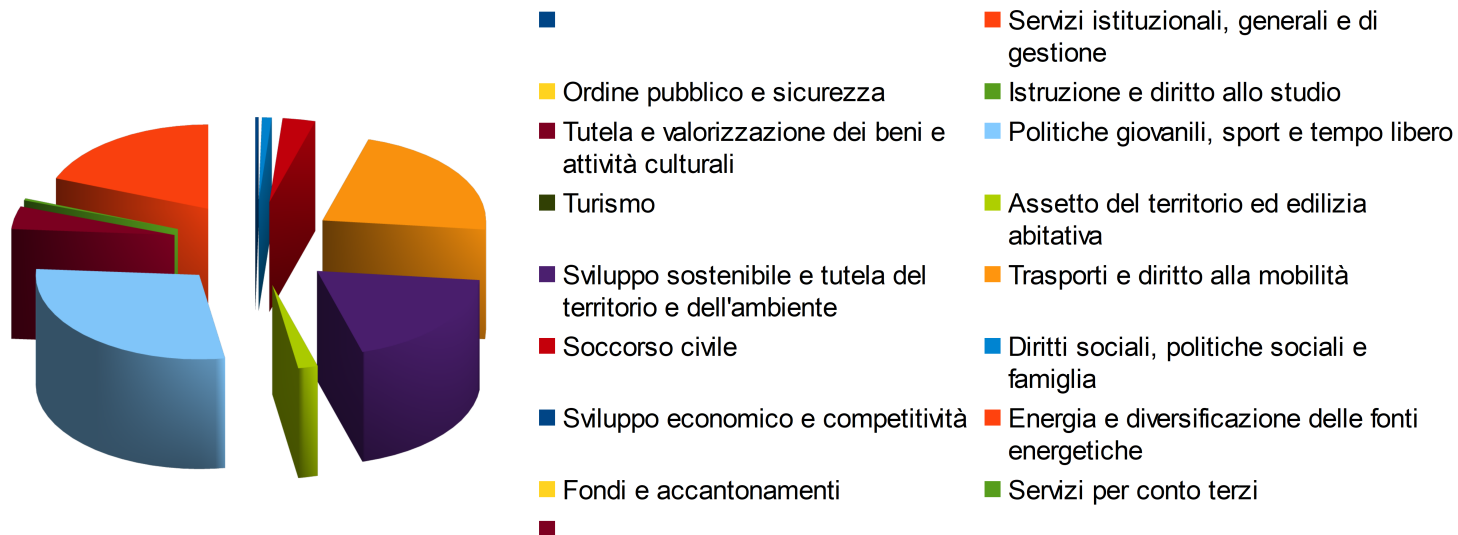 Servizi istituzionali, generali e di
gestione
Ordine pubblico e sicurezza
Istruzione e diritto allo studio
Tutela e valorizzazione dei beni e
attività culturali
Politiche giovanili, sport e tempo libero
Turismo
Assetto del territorio ed edilizia
abitativa
Sviluppo sostenibile e tutela del
territorio e dell'ambiente
Trasporti e diritto alla mobilità
Soccorso civile
Diritti sociali, politiche sociali e
famiglia
Sviluppo economico e competitività
Energia e diversificazione delle fonti
energetiche
Fondi e accantonamenti
Servizi per conto terzi